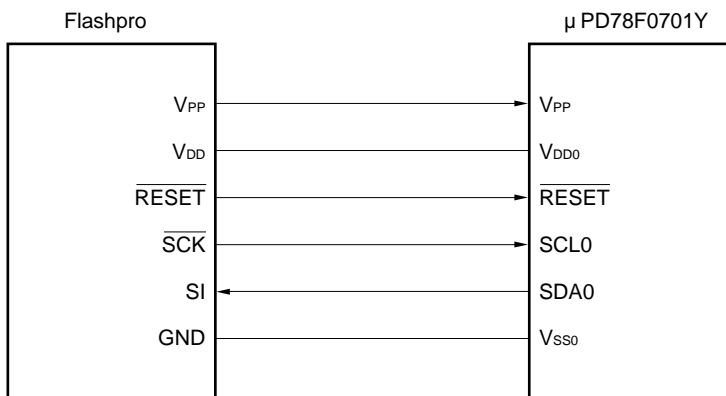 Flashpro μ PD78F0701Y
VPP VPP
VDD VDD0
RESET RESET
SCK SCL0
SI SDA0
GND VSS0